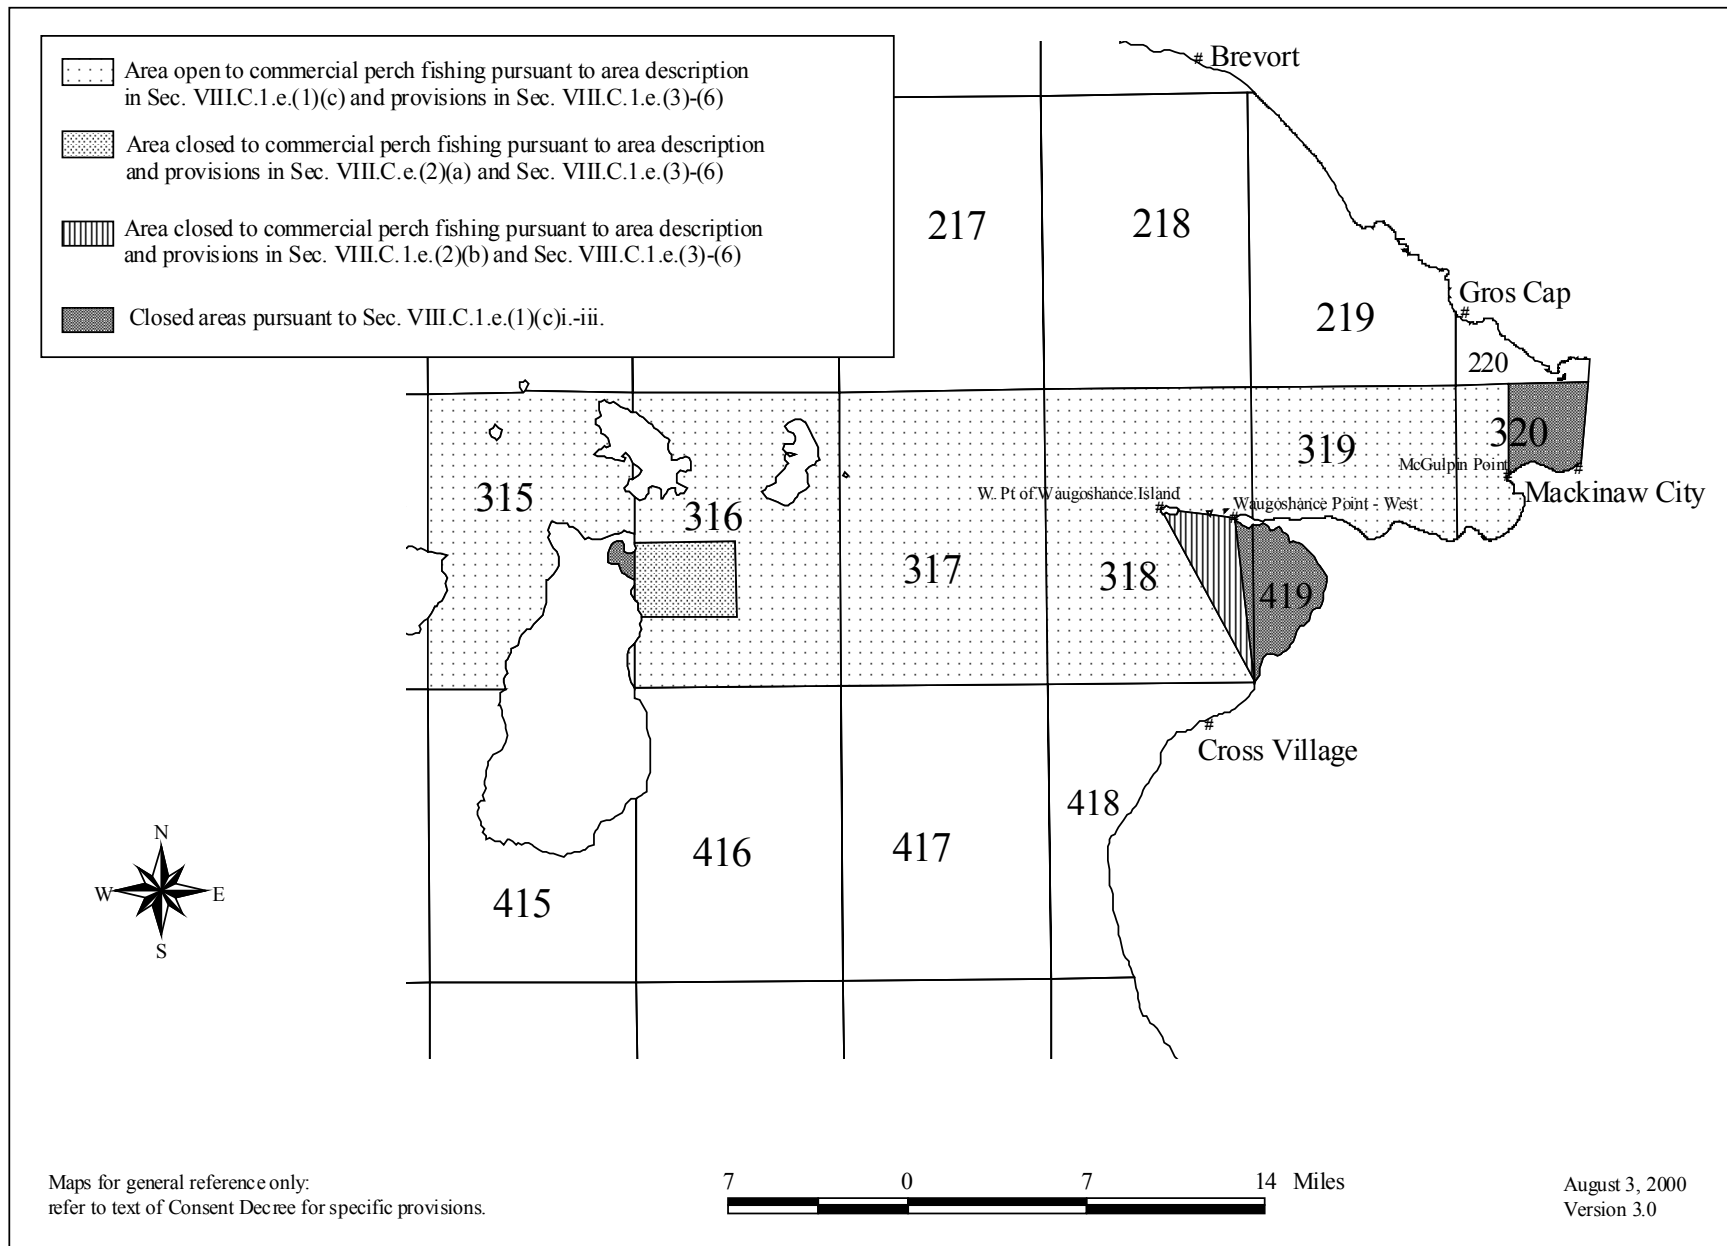 Area open to commercial perch fishing pursuant to area description
in Sec. VIII.C.1.e.(1)(c) and provisions in Sec. VIII.C.1.e.(3)-(6)
Area closed to commercial perch fishing pursuant to area description
and provisions in Sec. VIII.C.e.(2)(a) and Sec. VIII.C.1.e.(3)-(6)
Area closed to commercial perch fishing pursuant to area description
and provisions in Sec. VIII.C.1.e.(2)(b) and Sec. VIII.C.1.e.(3)-(6)
Closed areas pursuant to Sec. VIII.C.1.e.(1)(c)i.-iii.
# Brevort
217
218
219
Gros Cap
#
220
315
316
317
318
319
320
McGulpin Point
#
#
Mackinaw City
W. Pt of Waugoshance Island
#
Waugoshance Point - West
#
419
#
Cross Village
415
416
417
418
N
W
E
S
Maps for general reference only:
refer to text of Consent Decree for specific provisions.
7
0
7
14 Miles
August 3, 2000
Version 3.0